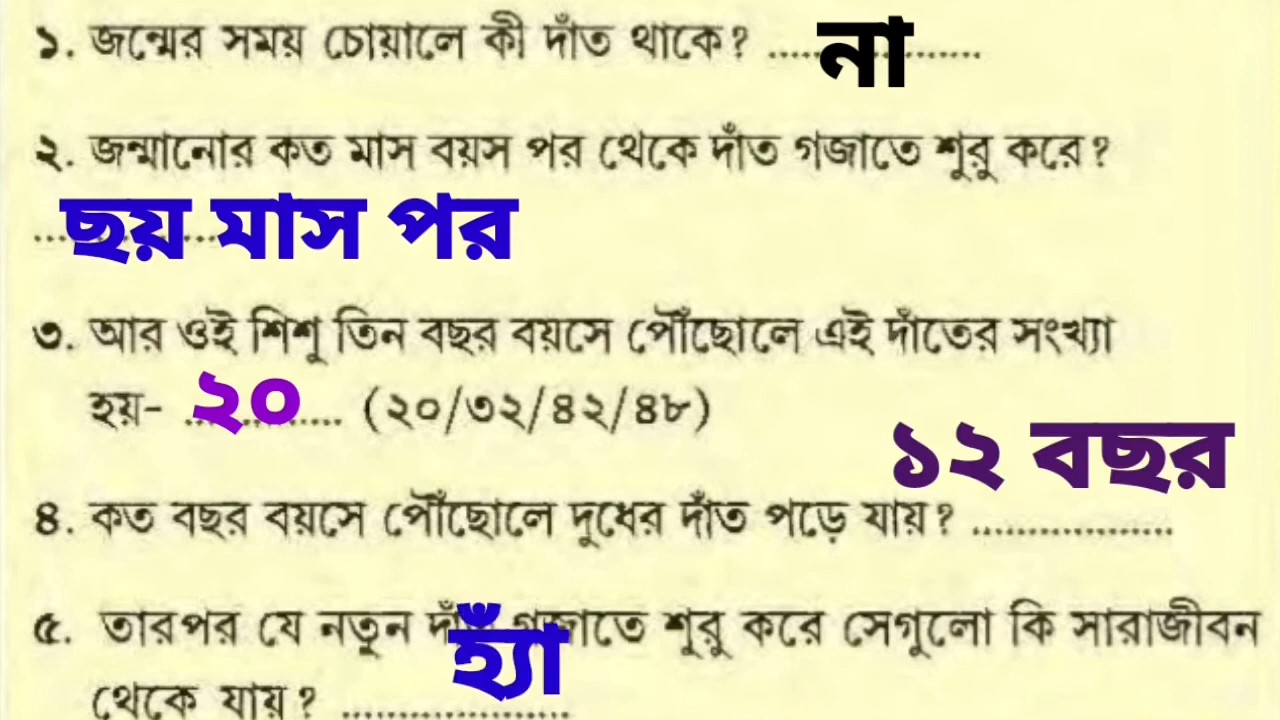 ১. জন্মের সময় চোয়ালে কী দাঁত থাকে? .....না.....
২. জন্মানোর কত মাস বয়স পর থেকে দাঁত গজাতে শুরু করে?
ছয় মাস পর
৩. আর ওই শিশু তিন বছর বয়সে পৌঁছোলে এই দাঁতের সংখ্যা
হয়- ২০ (২০/৩২/৪২/৪৮)
১২ বছর
৪. কত বছর বয়সে পৌঁছোলে দুধের দাঁত পড়ে যায়? ..................
৫. তারপর যে নতুন দাঁত গজাতে শুরু করে সেগুলো কি সারাজীবন
হ্যাঁ
থেকে যায়? ....................